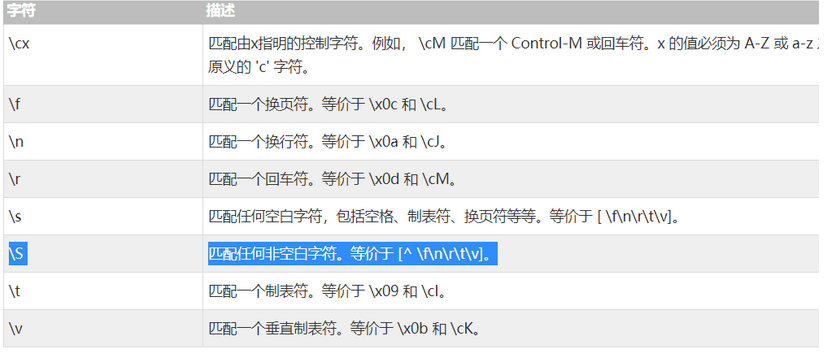 字符 描述
\cx 匹配由x指明的控制字符。例如， \cM 匹配一个 Control-M 或回车符。x 的值必须为 A-Z 或 a-z
原义的 'c' 字符。
\f 匹配一个换页符。等价于 \x0c 和 \cL。
\n 匹配一个换行符。等价于 \x0a 和 \cJ。
\r 匹配一个回车符。等价于 \x0d 和 \cM。
\s 匹配任何空白字符，包括空格、制表符、换页符等等。等价于 [ \f\n\r\t\v]。
\S 匹配任何非空白字符。等价于 [^ \f\n\r\t\v]。
\t 匹配一个制表符。等价于 \x09 和 \cI。
\v 匹配一个垂直制表符。等价于 \x0b 和 \cK。